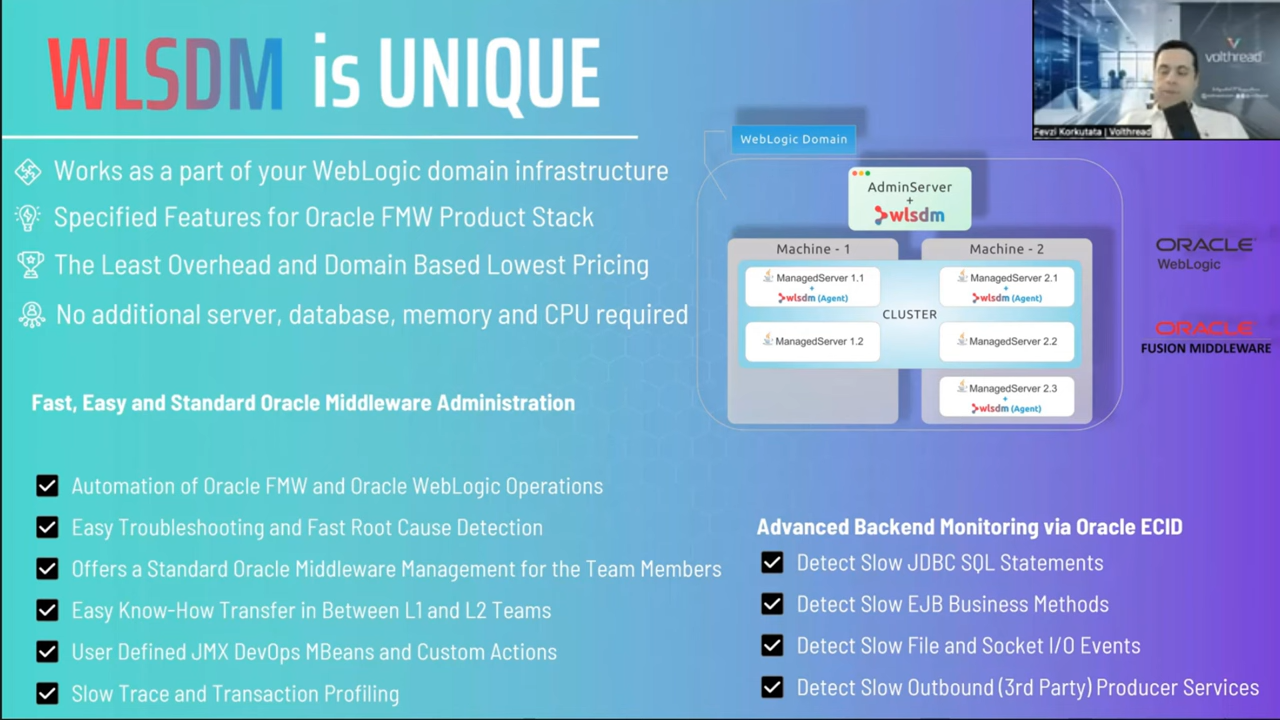 WLSDM is UNIQUE
Works as a part of your WebLogic domain infrastructure
Specified Features for Oracle FMW Product Stack
The Least Overhead and Domain Based Lowest Pricing
No additional server, database, memory and CPU required
Fast, Easy and Standard Oracle Middleware Administration
Automation of Oracle FMW and Oracle WebLogic Operations
Easy Troubleshooting and Fast Root Cause Detection
Offers a Standard Oracle Middleware Management for the Team Members
Easy Know-How Transfer in Between L1 and L2 Teams
User Defined JMX DevOps MBeans and Custom Actions
Slow Trace and Transaction Profiling
WebLogic Domain
AdminServer
+
wlsdm
Machine - 1
ManagedServer 1.1
+
wlsdm (Agent)
ManagedServer 1.2
CLUSTER
Machine - 2
ManagedServer 2.1
+
wlsdm (Agent)
ManagedServer 2.2
ManagedServer 2.3
+
wlsdm (Agent)
ORACLE
WebLogic
ORACLE
FUSION MIDDLEWARE
Advanced Backend Monitoring via Oracle ECID
Detect Slow JDBC SQL Statements
Detect Slow EJB Business Methods
Detect Slow File and Socket I/O Events
Detect Slow Outbound (3rd Party) Producer Services
volthread
Fevzi Korkutata | Volthread